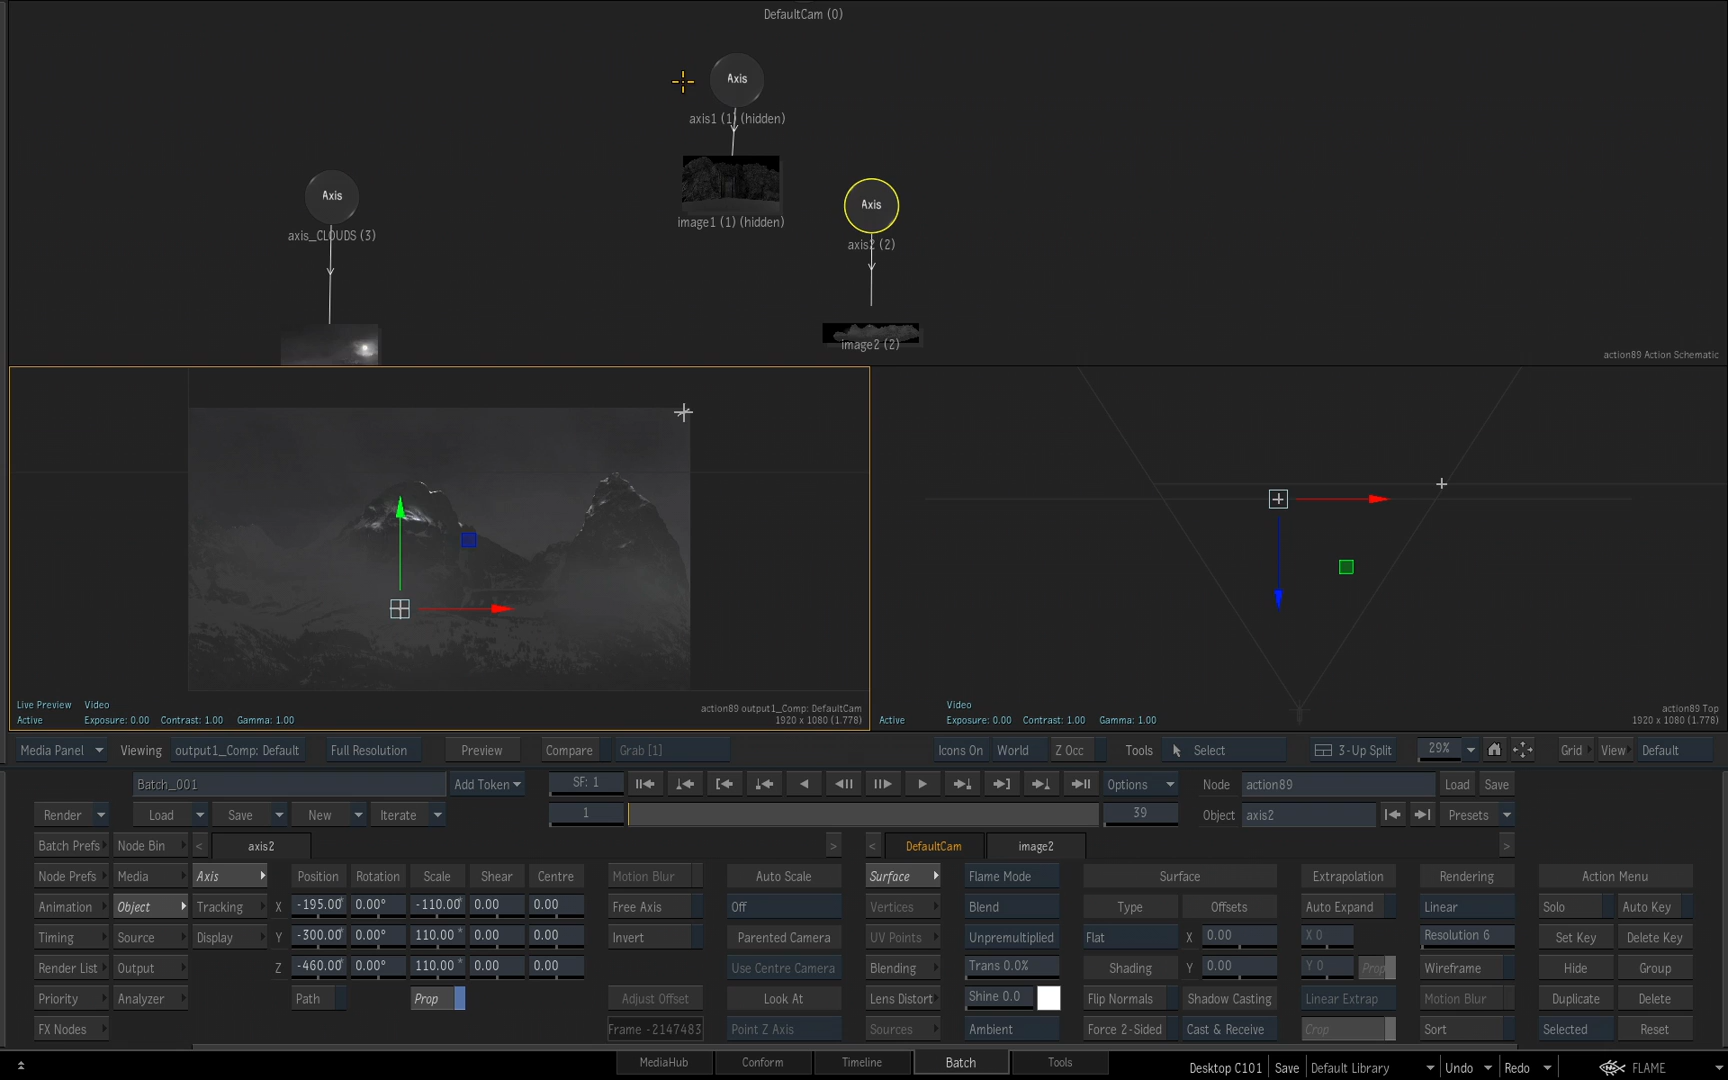 DefaultCam (0)
Axis
axis1 (1) (hidden)
image1 (1) (hidden)
Axis
axis_CLOUDS (3)
Axis
axis2 (2)
image2 (2)
action89 Action Schematic
Live Preview Video
Active Exposure: 0.00 Contrast: 1.00 Gamma: 1.00
action89 output1_Comp: DefaultCam
1920 x 1080 (1.778)
Video
Active Exposure: 0.00 Contrast: 1.00 Gamma: 1.00
action89 Top
1920 x 1080 (1.778)
Media Panel Viewing output1_Comp: Default Full Resolution Preview Compare Grab [1] Icons On World Z Occ Tools Select 3-Up Split 29% Grid View Default
Batch_001 Add Token SF: 1 Options Node action89 Load Save
Render Load Save New Iterate 1 39 Object axis2 Presets
Batch Prefs Node Bin < axis2 > < DefaultCam image2 >
Node Prefs Media Axis Position Rotation Scale Shear Centre Motion Blur Auto Scale Surface Flame Mode Surface Extrapolation Rendering Action Menu
Animation Object Tracking X -195.00* 0.00° -110.00* 0.00 0.00 Free Axis Off Vertices Blend Type Offsets Auto Expand Linear Solo Auto Key
Timing Source Display Y -300.00* 0.00° 110.00 * 0.00 0.00 Invert Parented Camera UV Points Unpremultiplied Flat X 0.00 X 0 Resolution 6 Set Key Delete Key
Render List Output Z -460.00* 0.00° 110.00 * 0.00 0.00 Use Centre Camera Blending Trans 0.0% Shading Y 0.00 Y 0 Prop Wireframe Hide Group
Priority Analyzer Path Prop Adjust Offset Look At Lens Distort Shine 0.0 Flip Normals Shadow Casting Linear Extrap Motion Blur Duplicate Delete
FX Nodes Frame -2147483 Point Z Axis Sources Ambient Force 2-Sided Cast & Receive Crop Sort Selected Reset
MediaHub Conform Timeline Batch Tools Desktop C101 Save Default Library Undo Redo FLAME